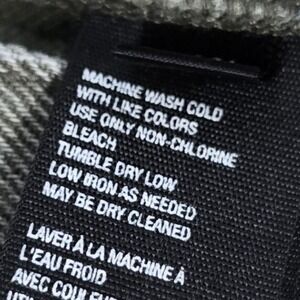 MACHINE WASH COLD
WITH LIKE COLORS
USE ONLY NON-CHLORINE
BLEACH
TUMBLE DRY LOW
LOW IRON AS NEEDED
MAY BE DRY CLEANED
LAVER À LA MACHINE À
L'EAU FROID
AVEC